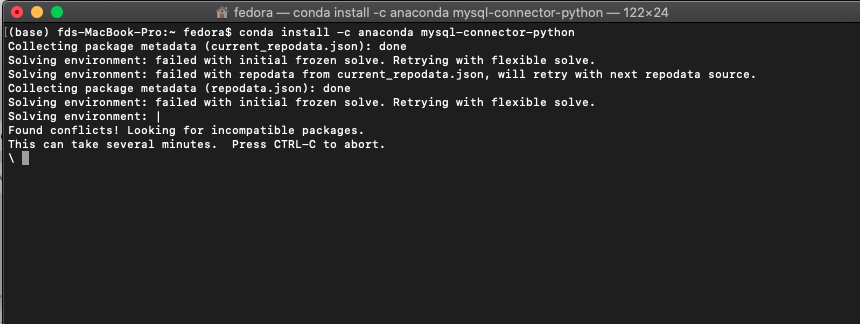 fedora — conda install -c anaconda mysql-connector-python — 122×24
[(base) fds-MacBook-Pro:~ fedora$ conda install -c anaconda mysql-connector-python
Collecting package metadata (current_repodata.json): done
Solving environment: failed with initial frozen solve. Retrying with flexible solve.
Solving environment: failed with repodata from current_repodata.json, will retry with next repodata source.
Collecting package metadata (repodata.json): done
Solving environment: failed with initial frozen solve. Retrying with flexible solve.
Solving environment: |
Found conflicts! Looking for incompatible packages.
This can take several minutes.  Press CTRL-C to abort.
\